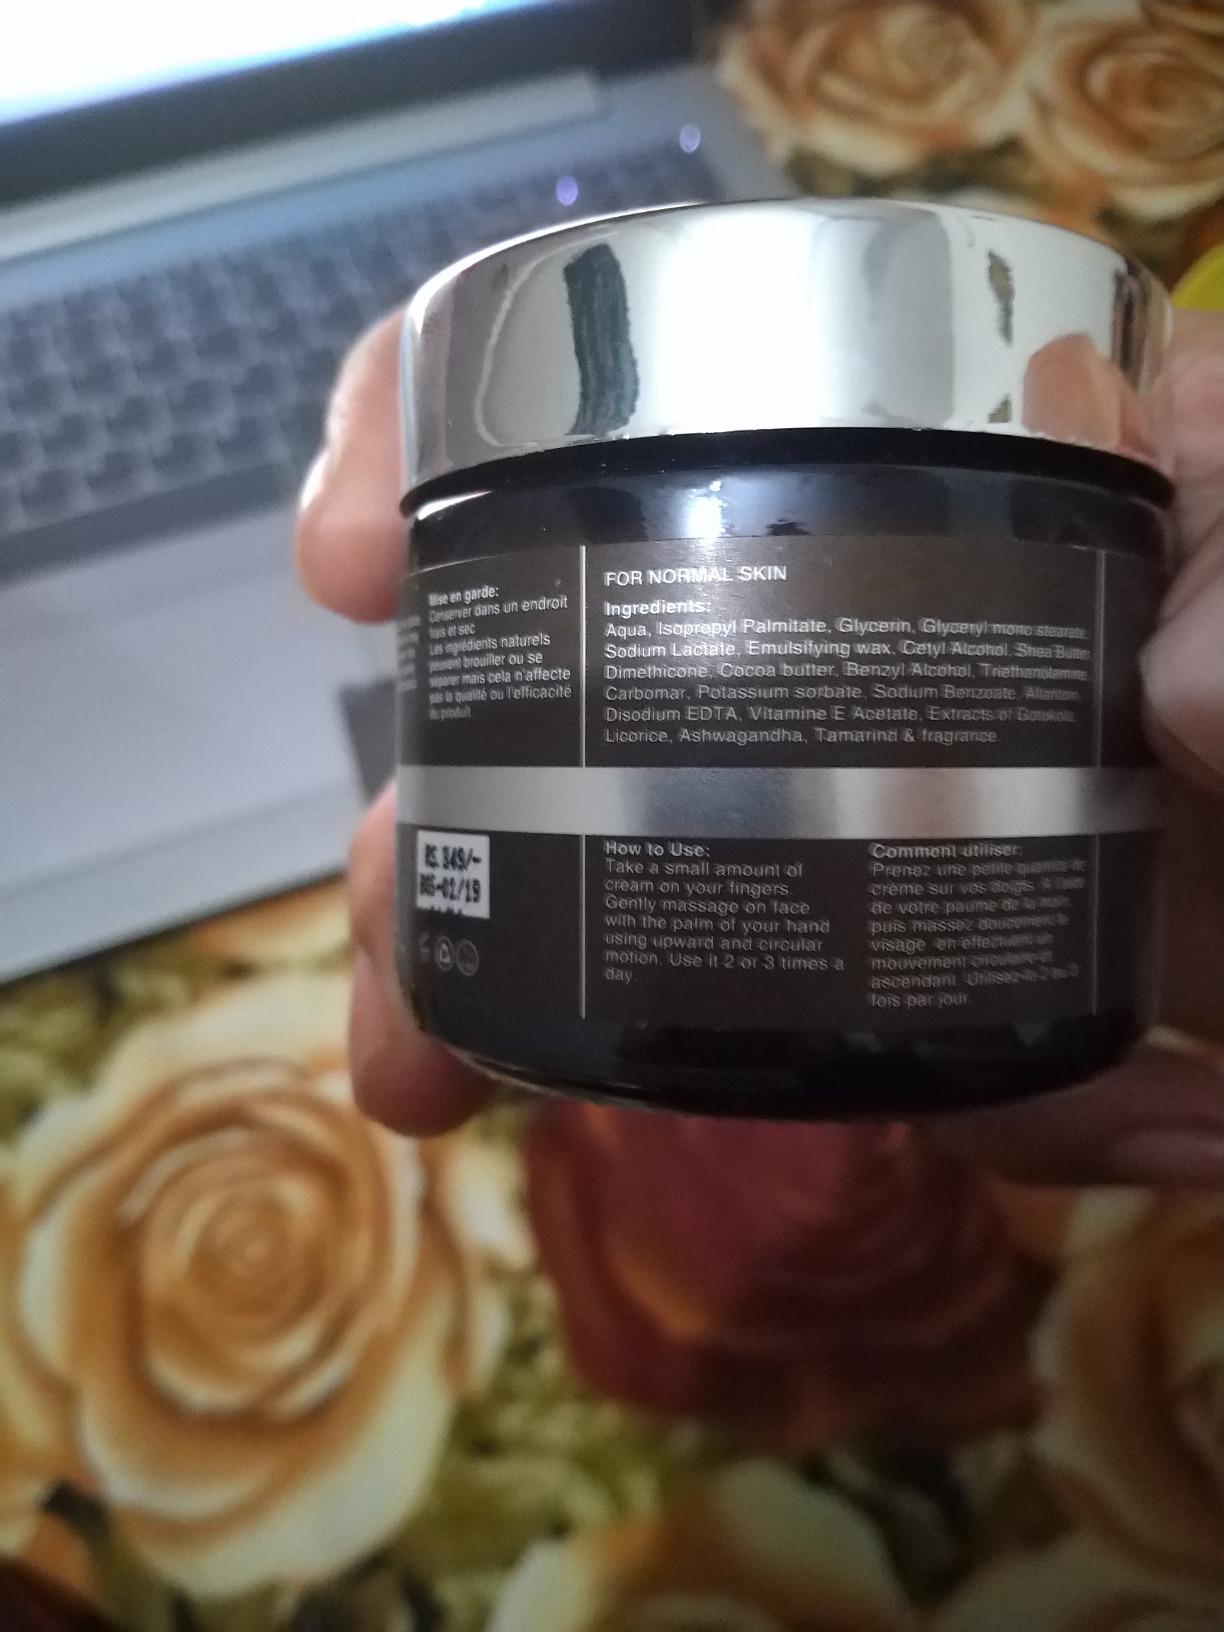 Mise en garde:
Conserver dans un endroit
frais et sec
Les ingrédients naturels
peuvent brouiller ou se
séparer mais cela n'affecte
pas la qualité ou l'efficacité
du produit
FOR NORMAL SKIN
Ingredients:
Aqua, Isopropyl Palmitate, Glycerin, Glyceryl mono stearate,
Sodium Lactate, Emulsifying wax, Cetyl Alcohol, Shea Butter
Dimethicone, Cocoa butter, Benzyl Alcohol, Triethanolamine,
Carbomar, Potassium sorbate, Sodium Benzoate, Allantoin,
Disodium EDTA, Vitamine E Acetate, Extracts of Gotukola,
Licorice, Ashwagandha, Tamarind & fragrance.
RS. 349/-
-02/19
How to Use:
Take a small amount of
cream on your fingers.
Gently massage on face
with the palm of your hand
using upward and circular
motion. Use it 2 or 3 times a
day.
Comment utiliser:
Prenez une petite quantité de
crème sur vos doigts. A l'aide
de votre paume de la main,
puis massez doucement le
visage en effectuant un
mouvement circulaire et
ascendant. Utilisez-la 2 ou 3
fois par jour.